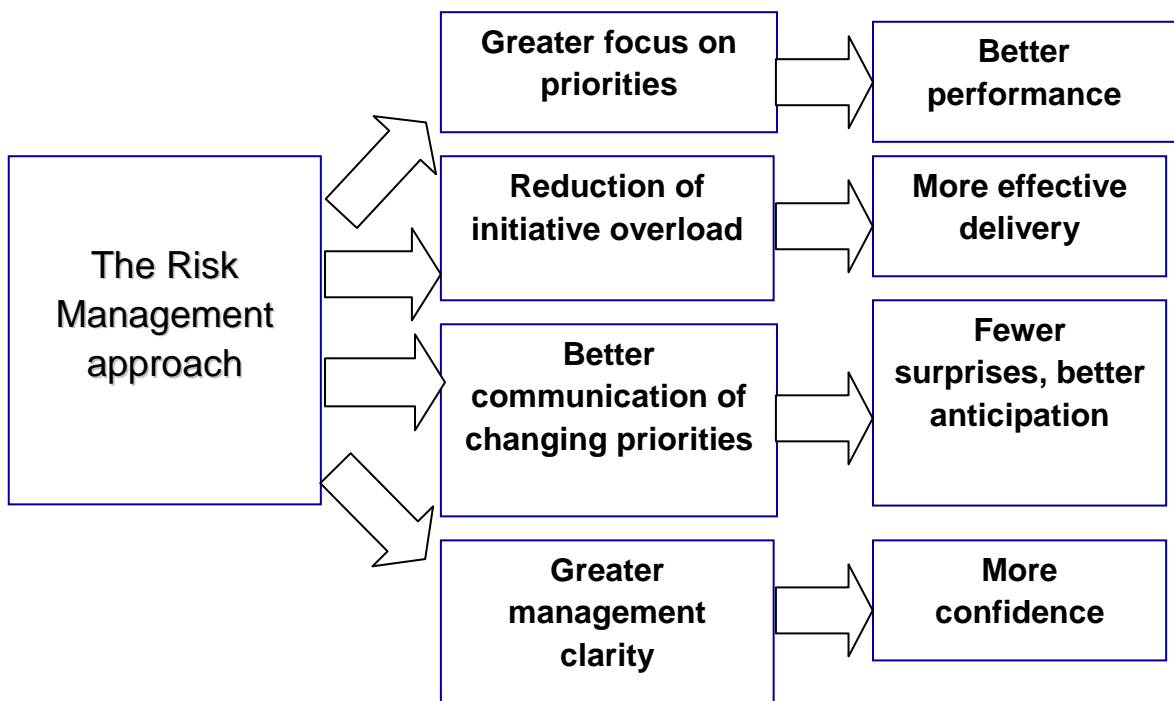 The Risk
Management
approach
Greater focus on
priorities
Better
performance
Reduction of
initiative overload
More effective
delivery
Better
communication of
changing priorities
Fewer
surprises, better
anticipation
Greater
management
clarity
More
confidence